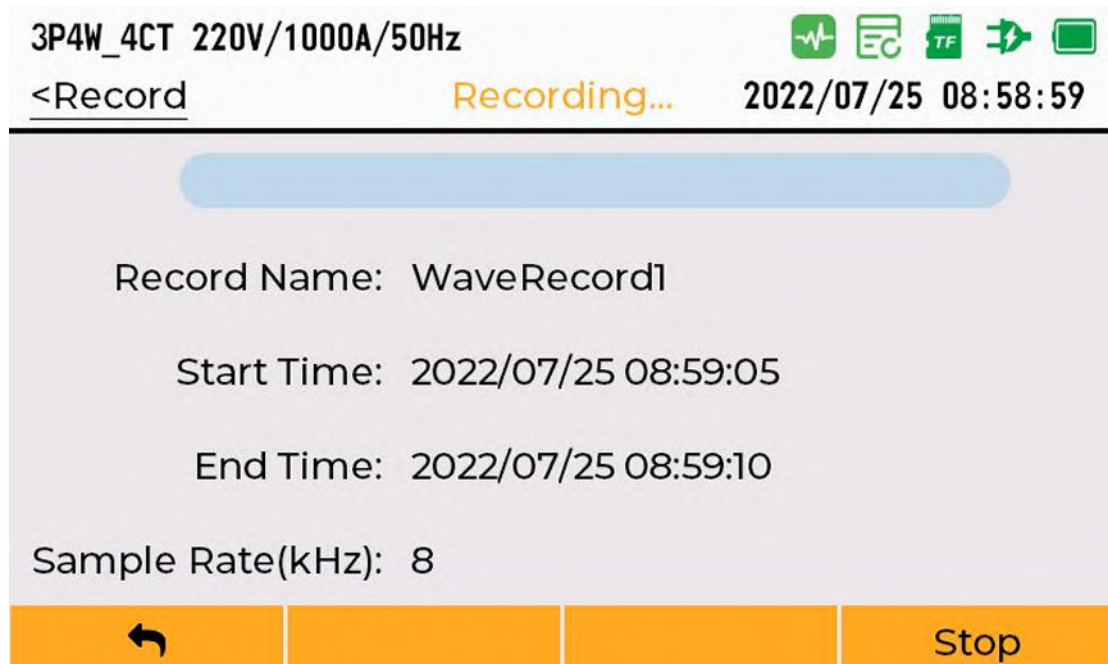 3P4W_4CT 220V/1000A/50Hz
TF
<Record Recording... 2022/07/25 08:58:59
Record Name: WaveRecord1
Start Time: 2022/07/25 08:59:05
End Time: 2022/07/25 08:59:10
Sample Rate(kHz): 8
Stop